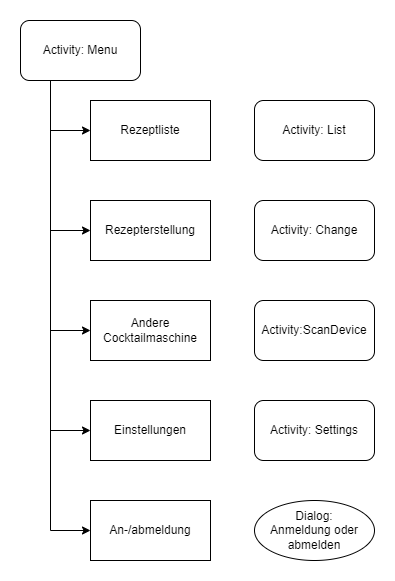 Activity: Menu
Rezeptliste
Activity: List
Rezepterstellung
Activity: Change
Andere
Cocktailmaschine
Activity:ScanDevice
Einstellungen
Activity: Settings
An-/abmeldung
Dialog:
Anmeldung oder
abmelden